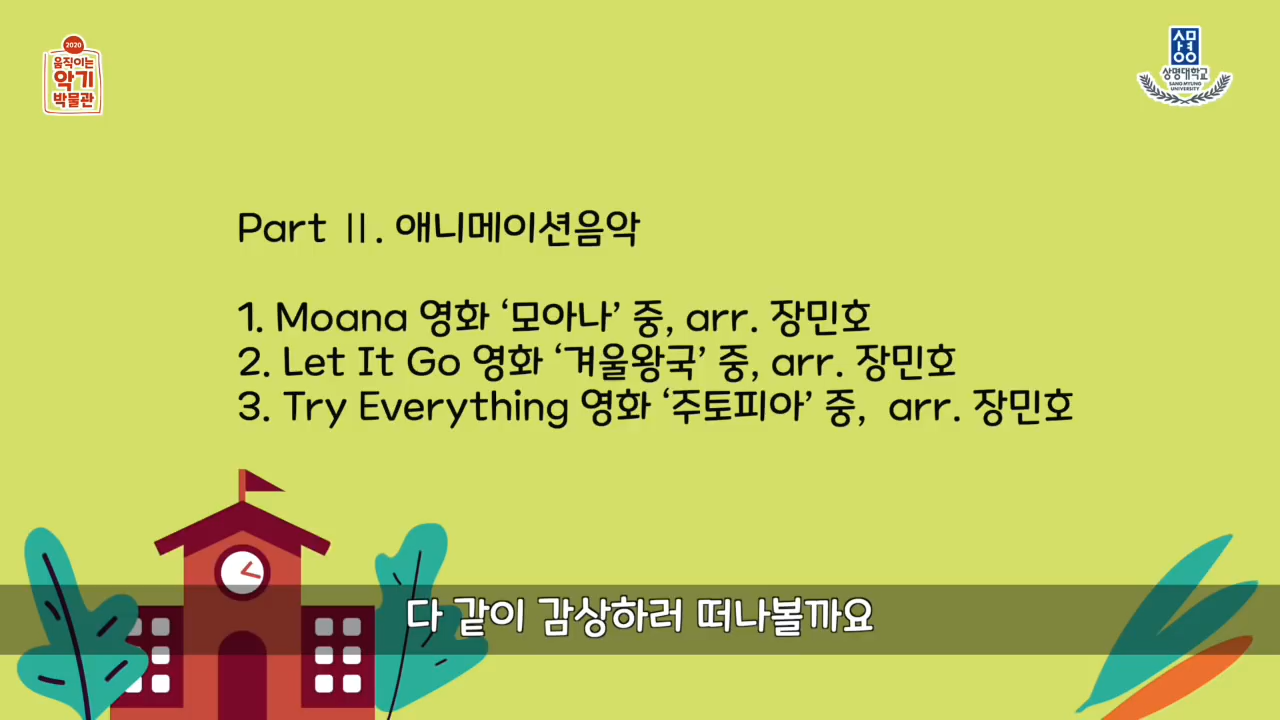 2020
움직이는
악기
박물관
상명
상명대학교
SANGMYUNG
UNIVERSITY
Part Ⅱ. 애니메이션음악
1. Moana 영화 ‘모아나’ 중, arr. 장민호
2. Let It Go 영화 ‘겨울왕국’ 중, arr. 장민호
3. Try Everything 영화 ‘주토피아’ 중, arr. 장민호
다 같이 감상하러 떠나볼까요